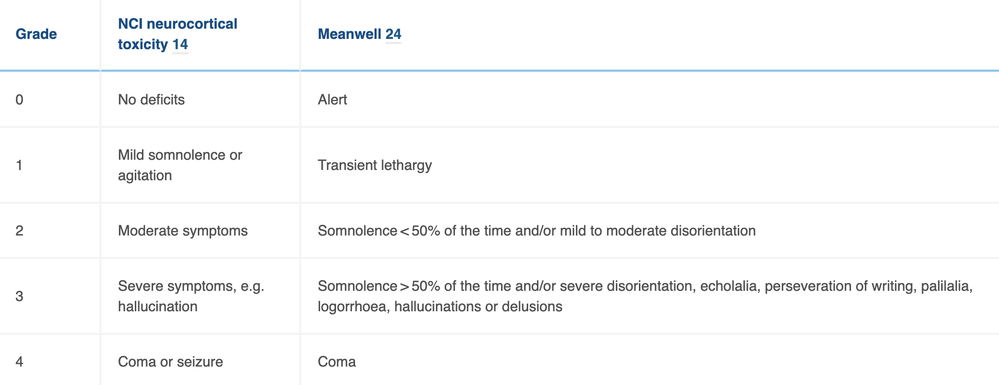 Grade
NCI neurocortical
toxicity 14
Meanwell 24
0
No deficits
Alert
1
Mild somnolence or
agitation
Transient lethargy
2
Moderate symptoms
Somnolence < 50% of the time and/or mild to moderate disorientation
3
Severe symptoms, e.g.
hallucination
Somnolence > 50% of the time and/or severe disorientation, echolalia, perseveration of writing, palilalia,
logorrhoea, hallucinations or delusions
4
Coma or seizure
Coma